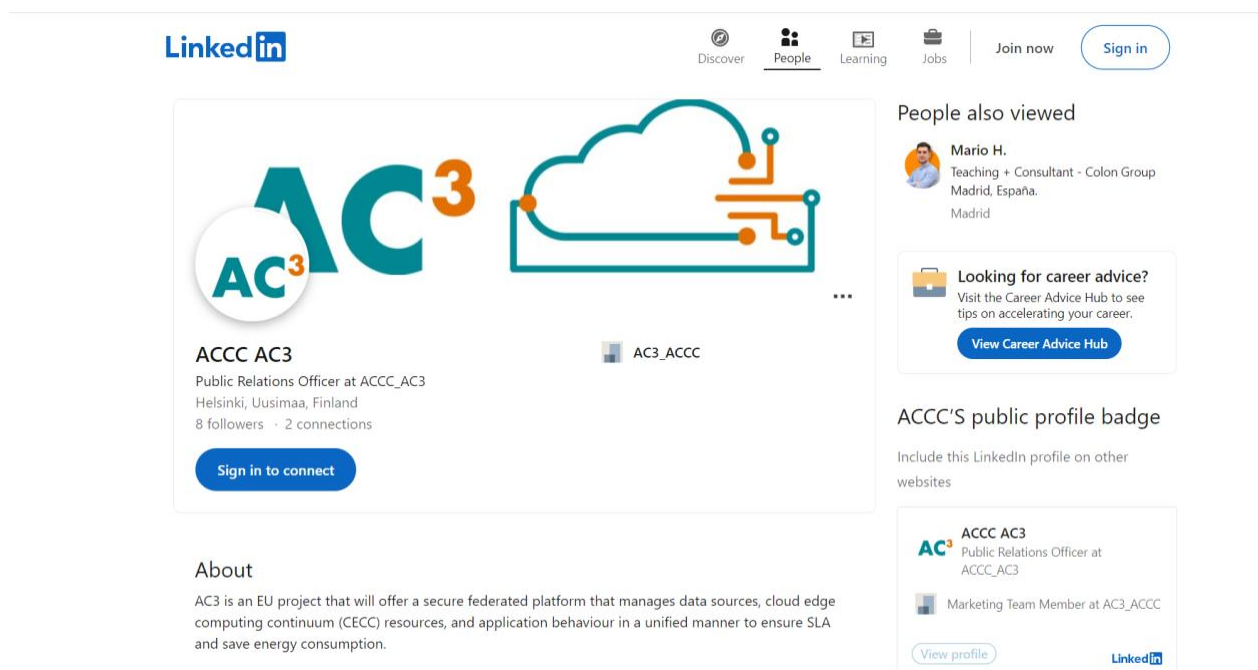 Linked in
Discover
People
Learning
Jobs
Join now
Sign in
AC3
AC3
ACCC AC3
Public Relations Officer at ACCC_AC3
Helsinki, Uusimaa, Finland
8 followers · 2 connections
Sign in to connect
AC3_ACCC
About
AC3 is an EU project that will offer a secure federated platform that manages data sources, cloud edge
computing continuum (CECC) resources, and application behaviour in a unified manner to ensure SLA
and save energy consumption.
People also viewed
Mario H.
Teaching + Consultant - Colon Group
Madrid, España.
Madrid
Looking for career advice?
Visit the Career Advice Hub to see
tips on accelerating your career.
View Career Advice Hub
ACCC'S public profile badge
Include this LinkedIn profile on other
websites
AC3
ACCC AC3
Public Relations Officer at
ACCC_AC3
Marketing Team Member at AC3_ACCC
View profile
Linked in